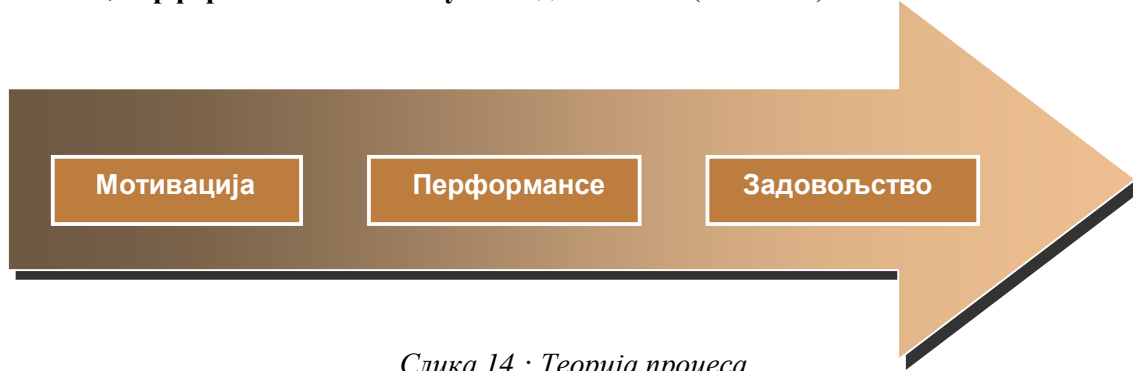 Мотивација Перформансе Задовољство
Слика 14 : Теорија процеса